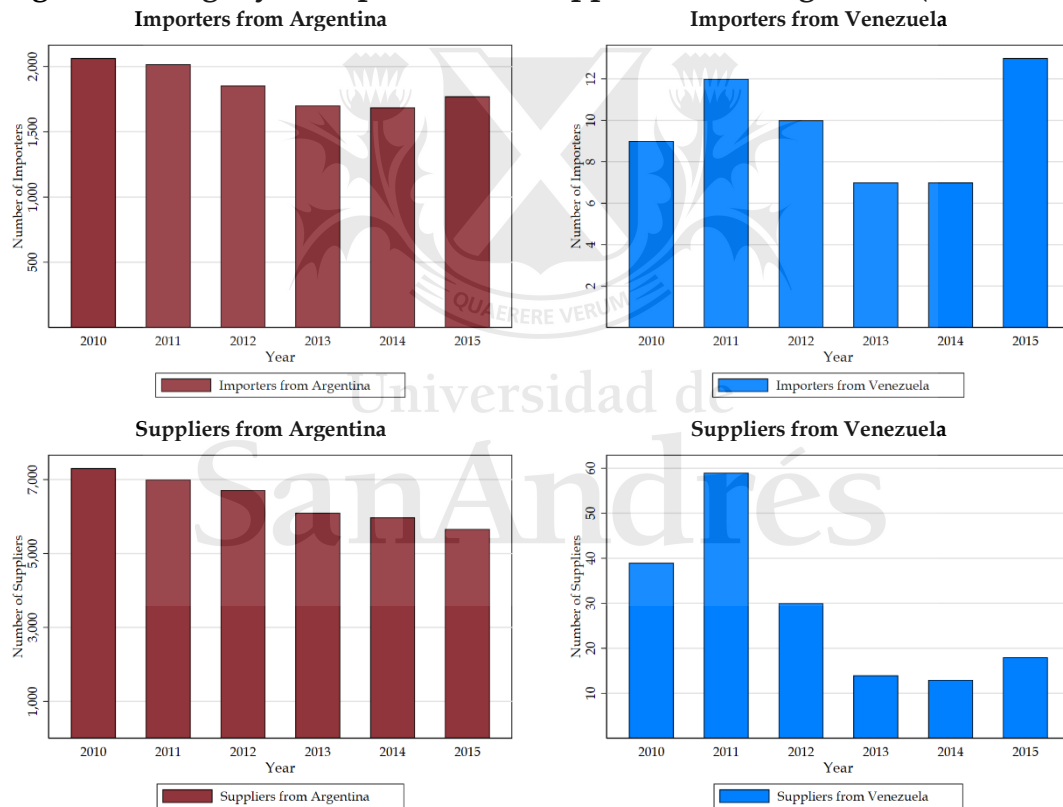 Importers from Argentina
Number of Importers
2,000
1,500
1,000
500
2010 2011 2012 2013 2014 2015
Year
Importers from Argentina
Importers from Venezuela
Number of Importers
12
10
8
6
4
2
2010 2011 2012 2013 2014 2015
Year
Importers from Venezuela
QUAERERE VERUM
Universidad de
SanAndrés
Suppliers from Argentina
Number of Suppliers
7,000
5,000
3,000
1,000
2010 2011 2012 2013 2014 2015
Year
Suppliers from Argentina
Suppliers from Venezuela
Number of Suppliers
60
50
40
30
20
10
2010 2011 2012 2013 2014 2015
Year
Suppliers from Venezuela